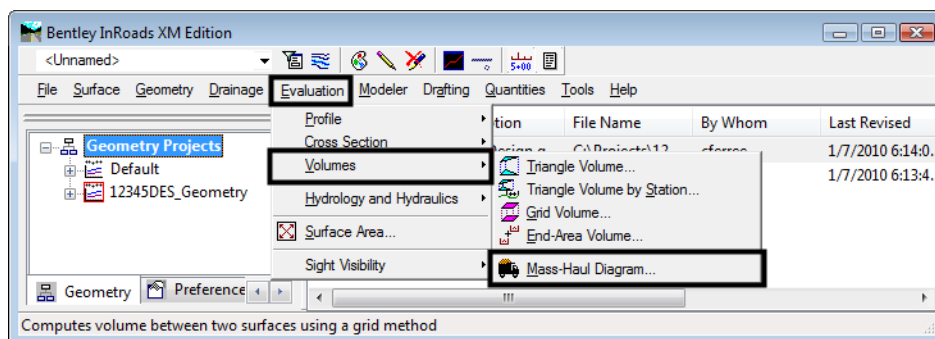 Bentley InRoads XM Edition
<Unnamed>
5+00
File Surface Geometry Drainage Evaluation Modeler Drafting Quantities Tools Help
Profile
Cross Section
Volumes
Hydrology and Hydraulics
Surface Area...
Sight Visibility
Triangle Volume...
Triangle Volume by Station...
Grid Volume...
End-Area Volume...
Mass-Haul Diagram...
File Name By Whom Last Revised
1/7/2010 6:14:0.
1/7/2010 6:13:4.
Geometry Projects
Default
12345DES_Geometry
Geometry Preference
Computes volume between two surfaces using a grid method